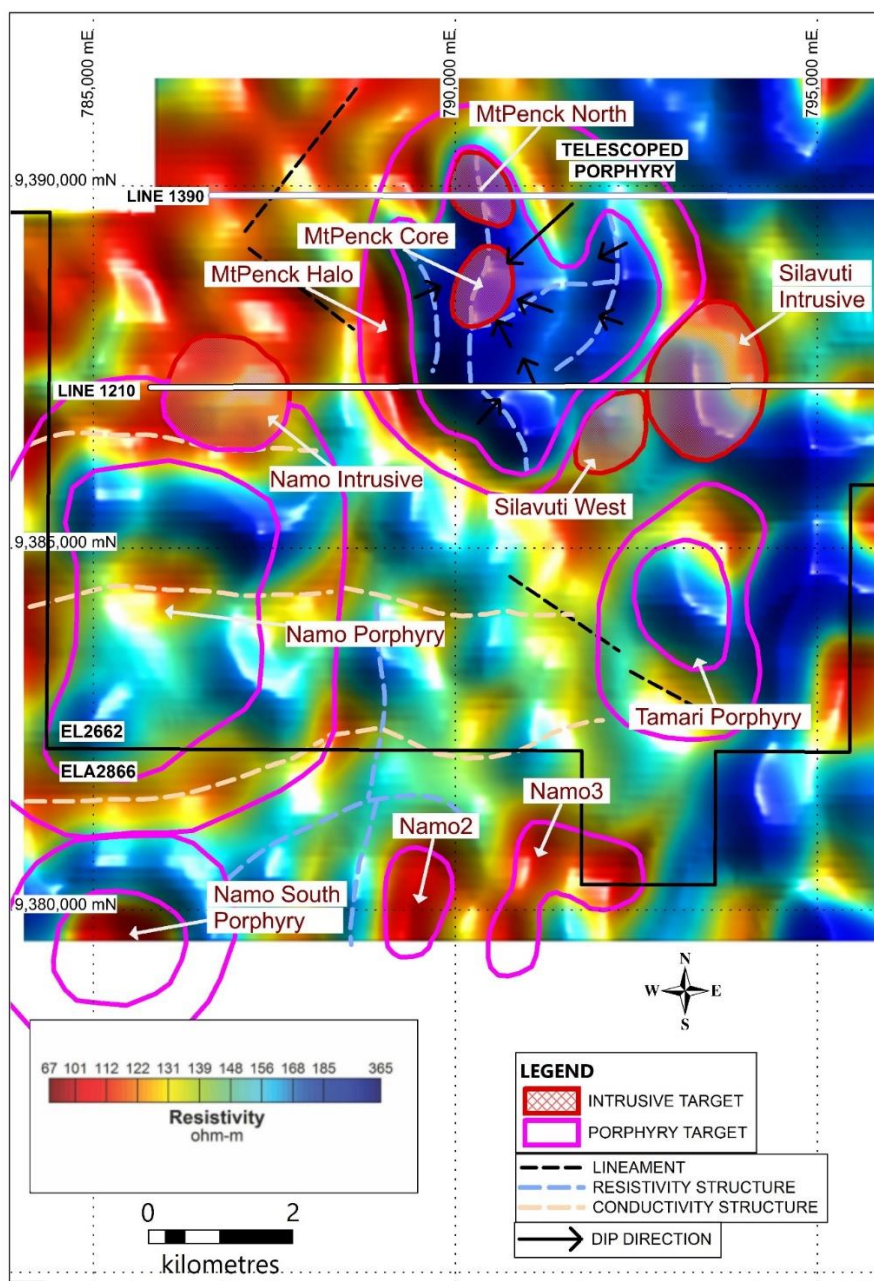 785,000 mE
790,000 mE
795,000 mE
MtPenck North
TELESCOPED
PORPHYRY
9,390,000 mN
LINE 1390
MtPenck Core
MtPenck Halo
Silavuti
Intrusive
LINE 1210
Namo Intrusive
Silavuti West
9,385,000 mN
Namo Porphyry
Tamari Porphyry
EL2662
ELA2866
Namo3
Namo2
Namo South
Porphyry
9,380,000 mN
N
W E
S
67 101 112 122 131 139 148 156 168 185 365
Resistivity
ohm-m
0 2
kilometres
LEGEND
INTRUSIVE TARGET
PORPHYRY TARGET
LINEAMENT
RESISTIVITY STRUCTURE
CONDUCTIVITY STRUCTURE
DIP DIRECTION